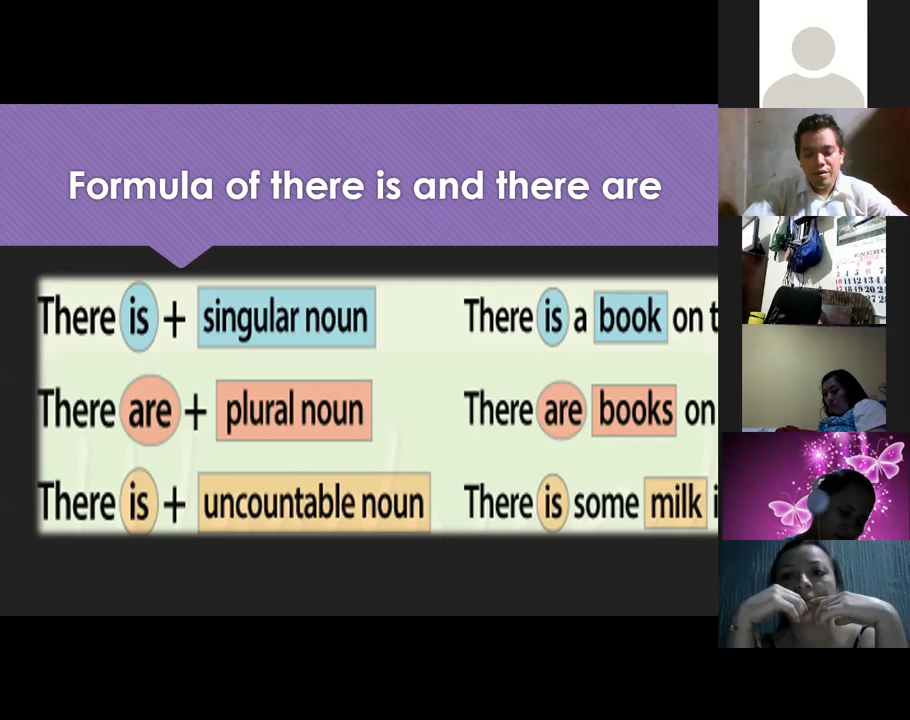 Formula of there is and there are
There is + singular noun
There is a book on t
There are + plural noun
There are books on
There is + uncountable noun
There is some milk i
ENERO